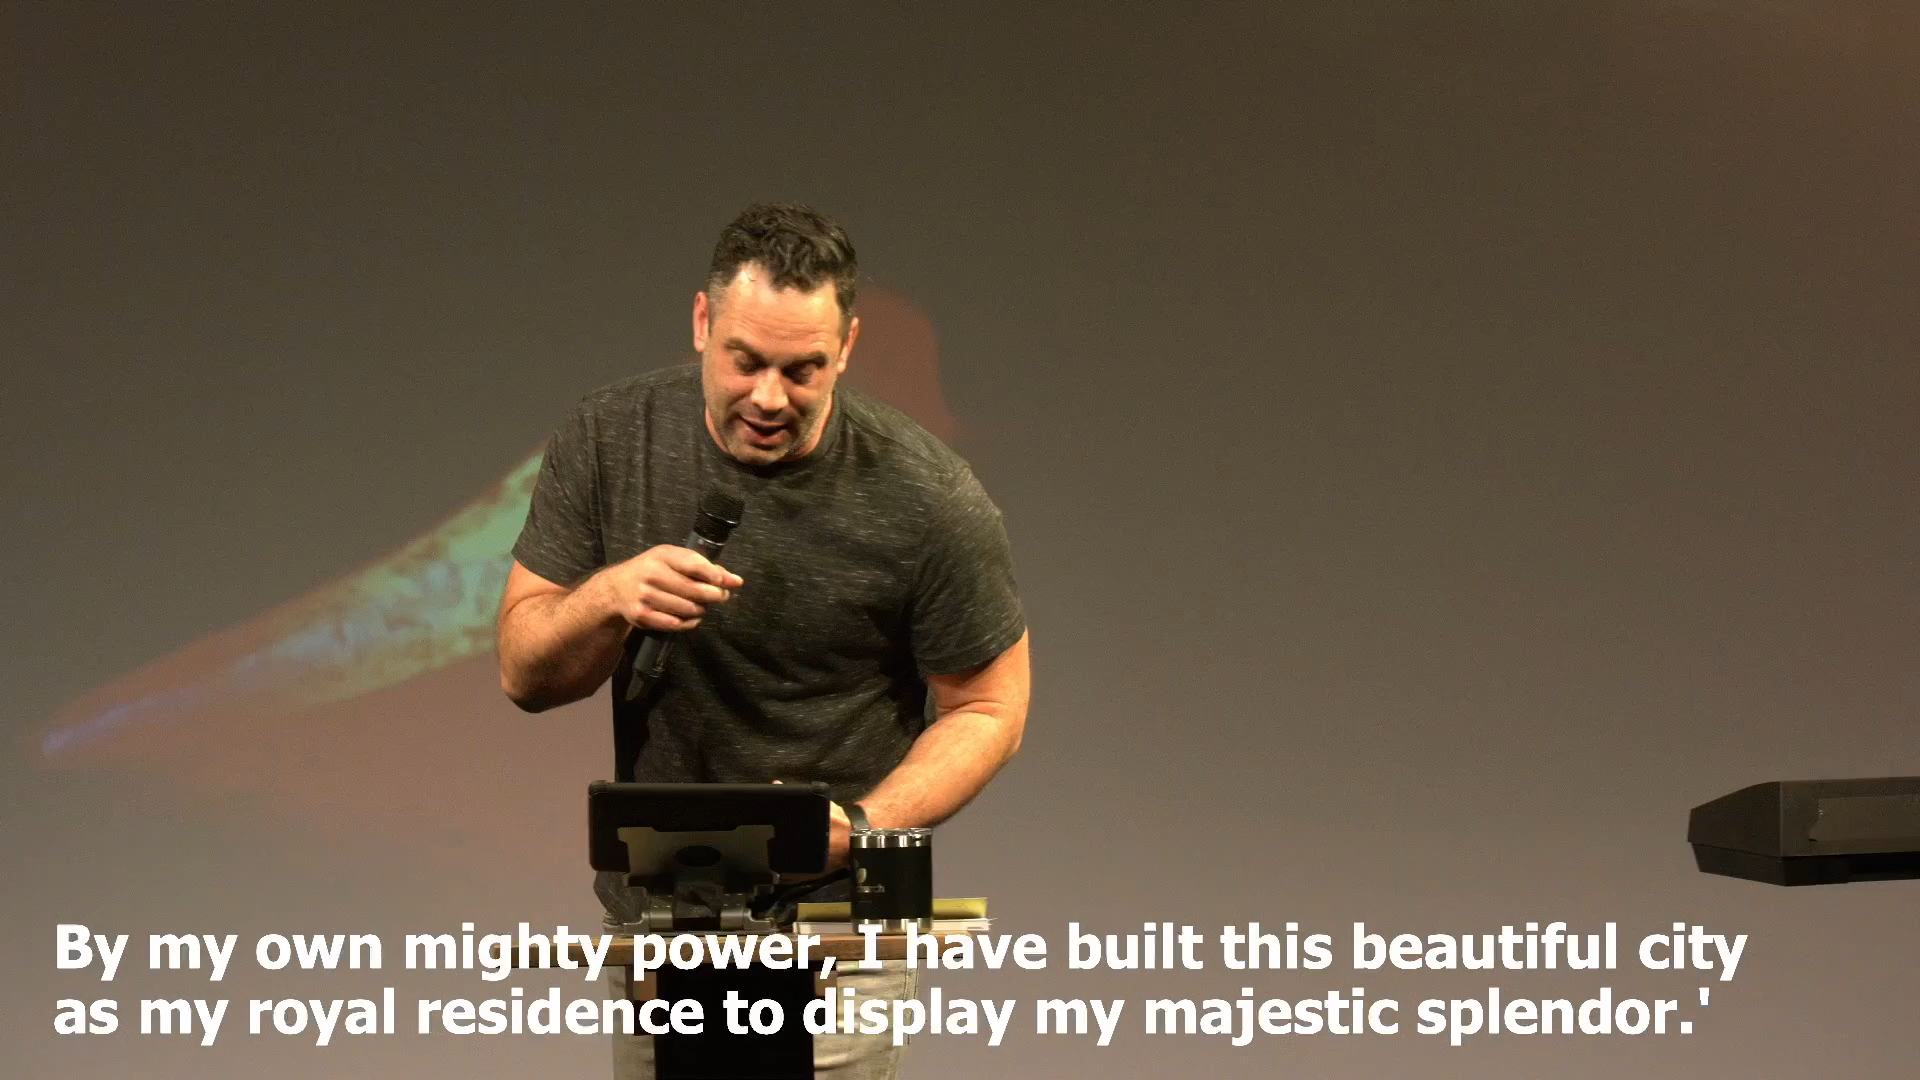 By my own mighty power, I have built this beautiful city
as my royal residence to display my majestic splendor.'